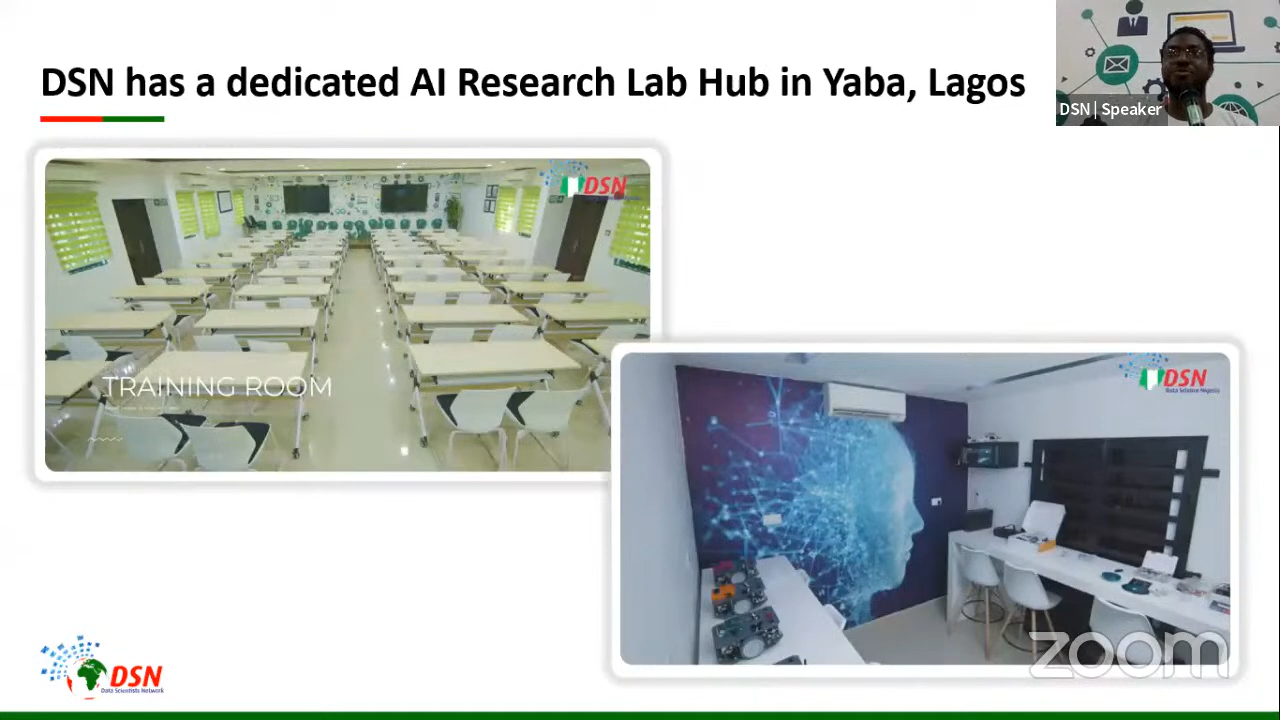 DSN has a dedicated AI Research Lab Hub in Yaba, Lagos
DSN | Speaker
DSN
TRAINING ROOM
DSN
Data Science Nigeria
zoom
DSN
Data Scientists Network